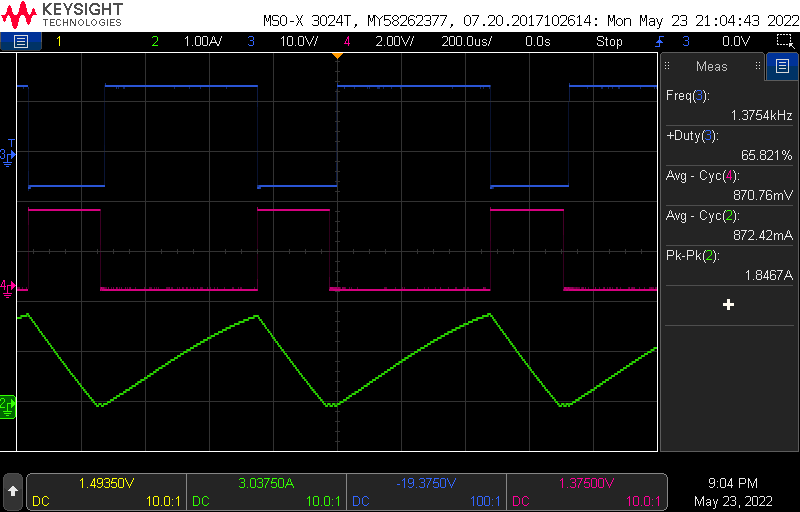 KEYSIGHT
TECHNOLOGIES
MSO-X 3024T, MY58262377, 07.20.2017102614: Mon May 23 21:04:43 2022
1 2 1.00A/ 3 10.0V/ 4 2.00V/ 200.0us/ 0.0s Stop 3 0.0V
Meas
Freq(3):
1.3754kHz
+Duty(3):
65.821%
Avg - Cyc(4):
870.76mV
Avg - Cyc(2):
872.42mA
Pk-Pk(2):
1.8467A
T
3
4
2
1.49350V 3.03750A -19.3750V 1.37500V
DC 10.0:1 DC 10.0:1 DC 100:1 DC 10.0:1
9:04 PM
May 23, 2022